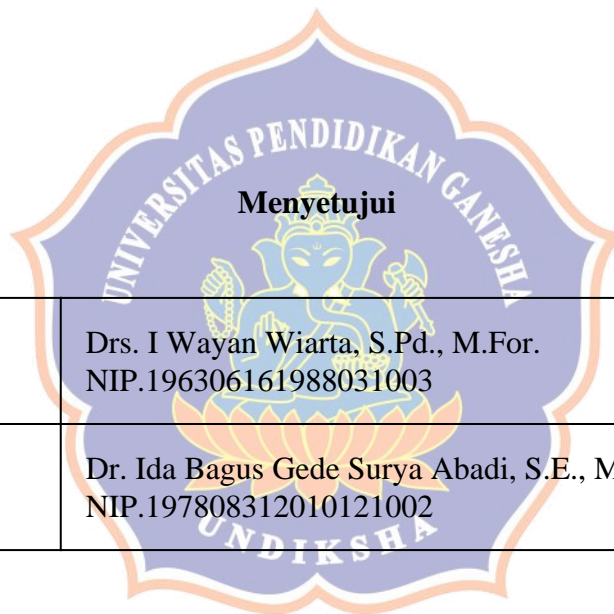 UNIVERSITAS PENDIDIKAN GANESHA
Menyetujui
Drs. I Wayan Wiarta, S.Pd., M.For.
NIP.196306161988031003
Dr. Ida Bagus Gede Surya Abadi, S.E., M
NIP.197808312010121002
UNDIKSHA